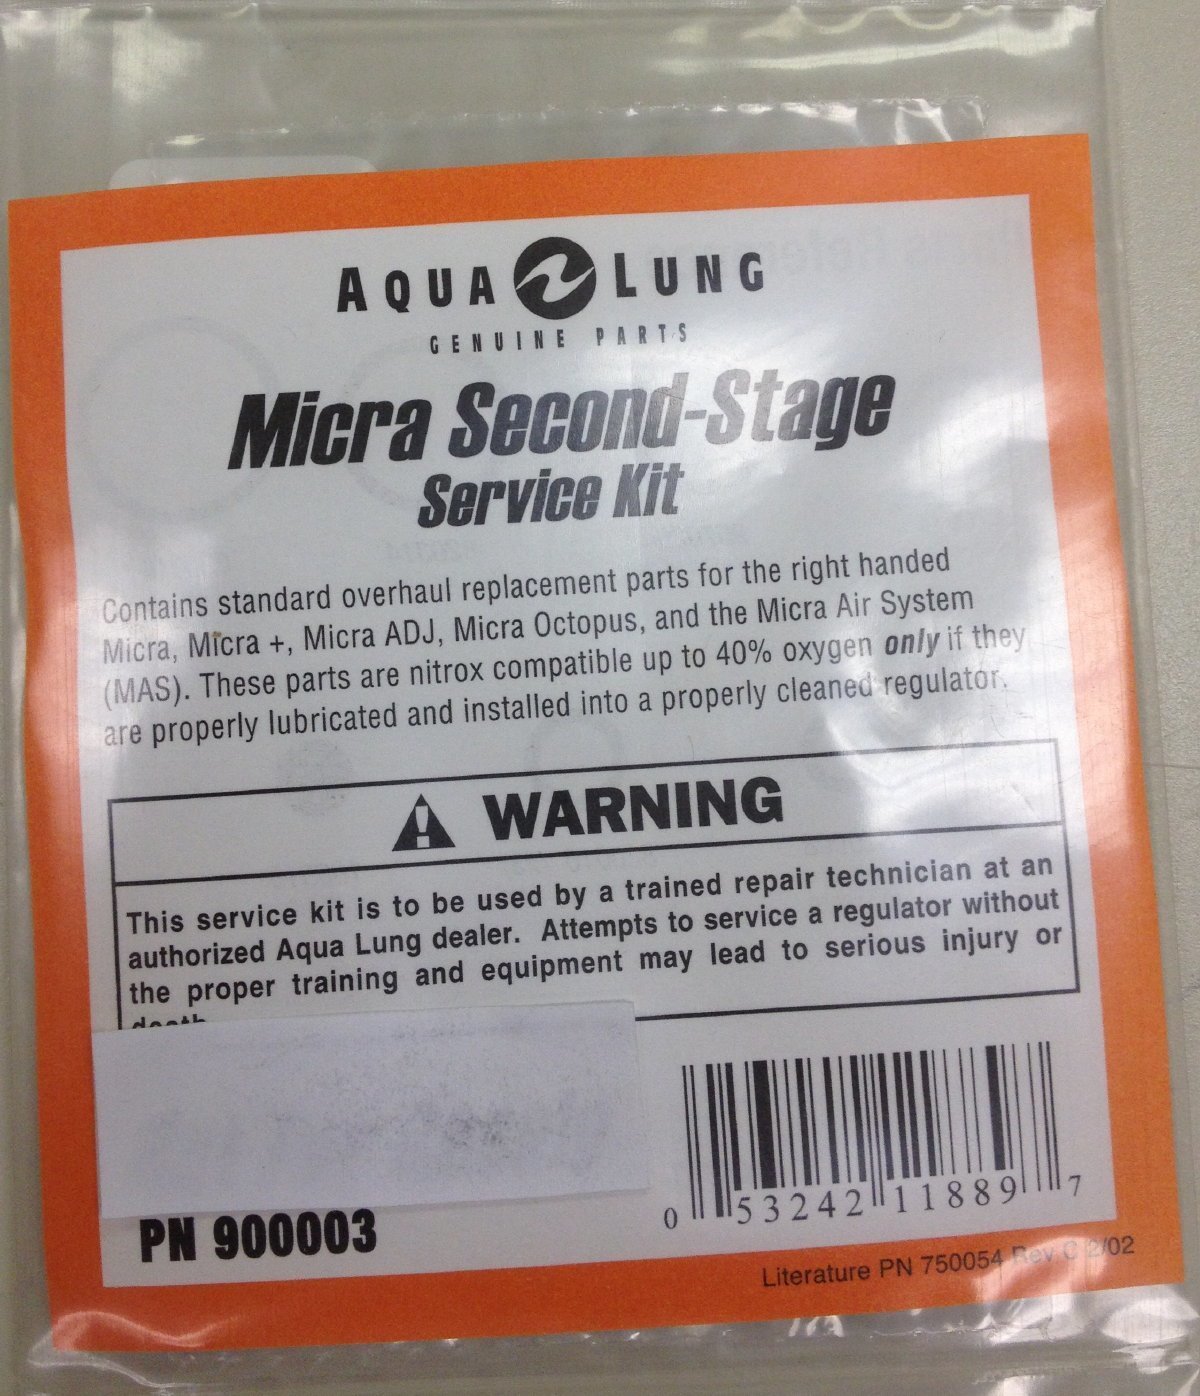 AQUA LUNG
GENUINE PARTS
Micra Second-Stage
Service Kit
Contains standard overhaul replacement parts for the right handed
Micra, Micra +, Micra ADJ, Micra Octopus, and the Micra Air System
(MAS). These parts are nitrox compatible up to 40% oxygen only if they
are properly lubricated and installed into a properly cleaned regulator.
WARNING
This service kit is to be used by a trained repair technician at an
authorized Aqua Lung dealer. Attempts to service a regulator without
the proper training and equipment may lead to serious injury or
death
0 53242 11889 7
PN 900003
Literature PN 750054 Rev C 2/02